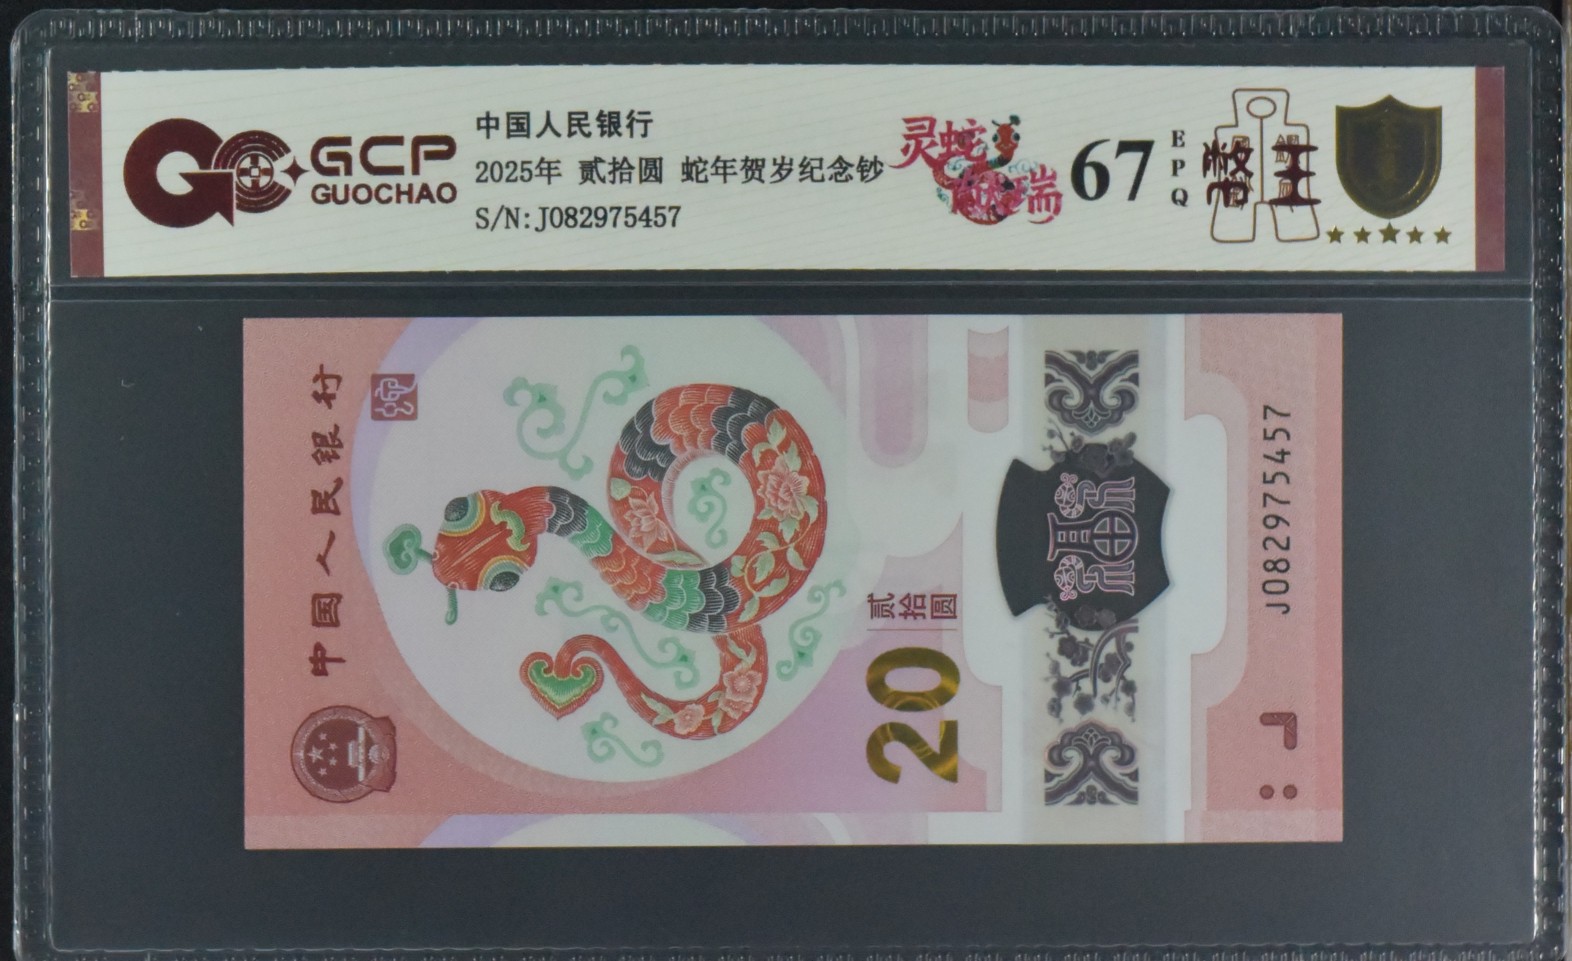 GCP
GUOCHAO
中国人民银行
2025年 贰拾圆 蛇年贺岁纪念钞
S/N:J082975457
灵蛇
瑞
67
EPQ
中国人民银行
贰拾圆
20
J082975457